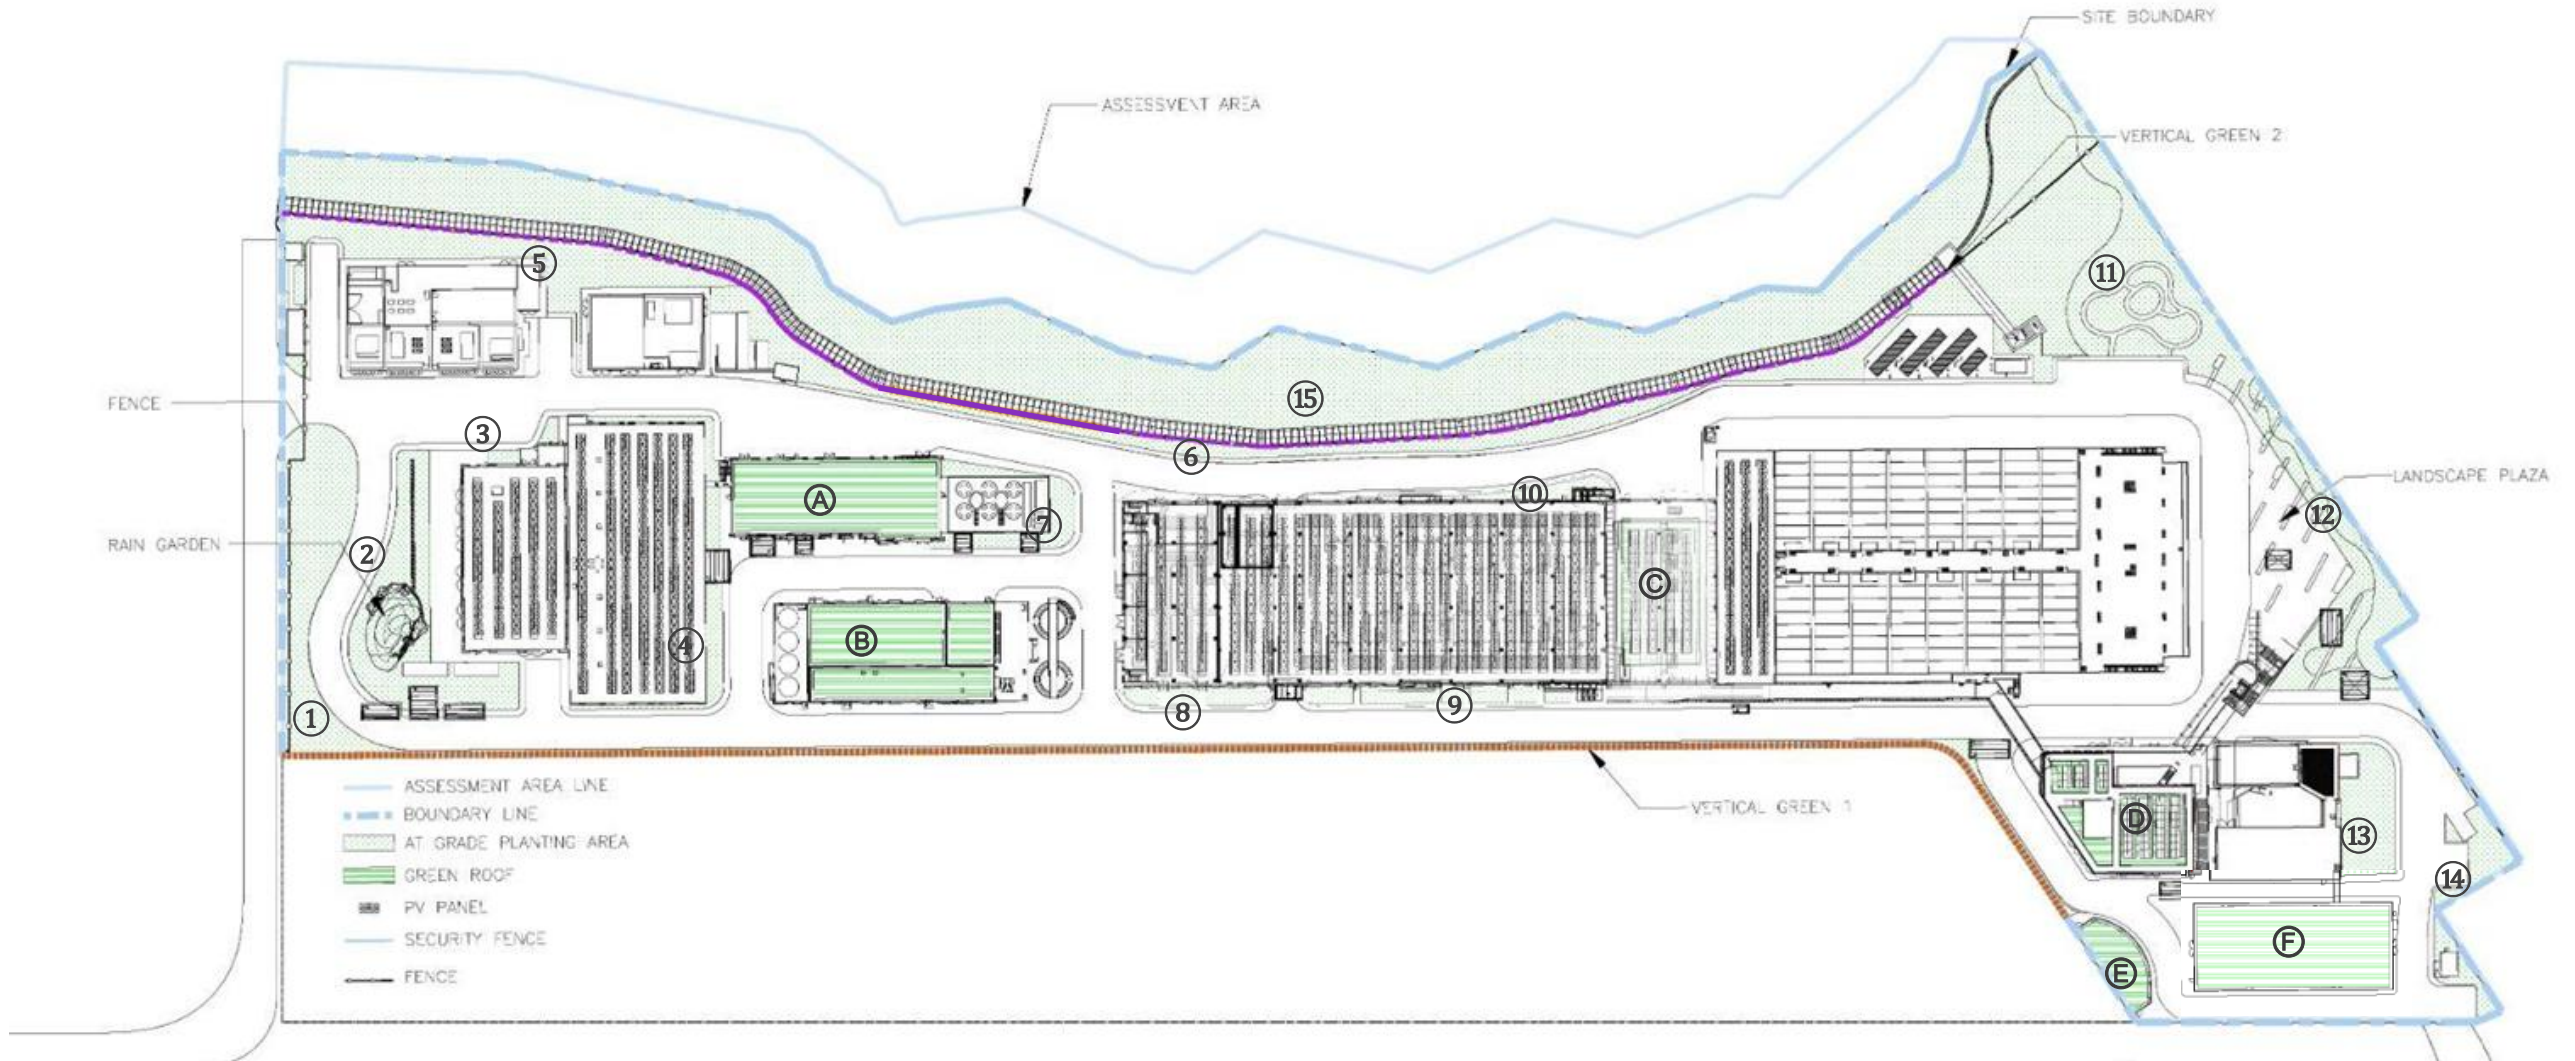 SITE BOUNDARY
ASSESSVENT AREA
VERTICAL GREEN 2
⑤
⑪
FENCE
⑮
③
⑥
LANDSCAPE PLAZA
Ⓐ
⑩
⑦
⑫
RAIN GARDEN
②
Ⓒ
Ⓑ
④
①
⑧
⑨
ASSESSMENT AREA LINE
BOUNDARY LINE
AT GRADE PLANTING AREA
GREEN ROOF
PV PANEL
SECURITY FENCE
FENCE
VERTICAL GREEN 1
Ⓓ
⑬
⑭
Ⓕ
Ⓔ